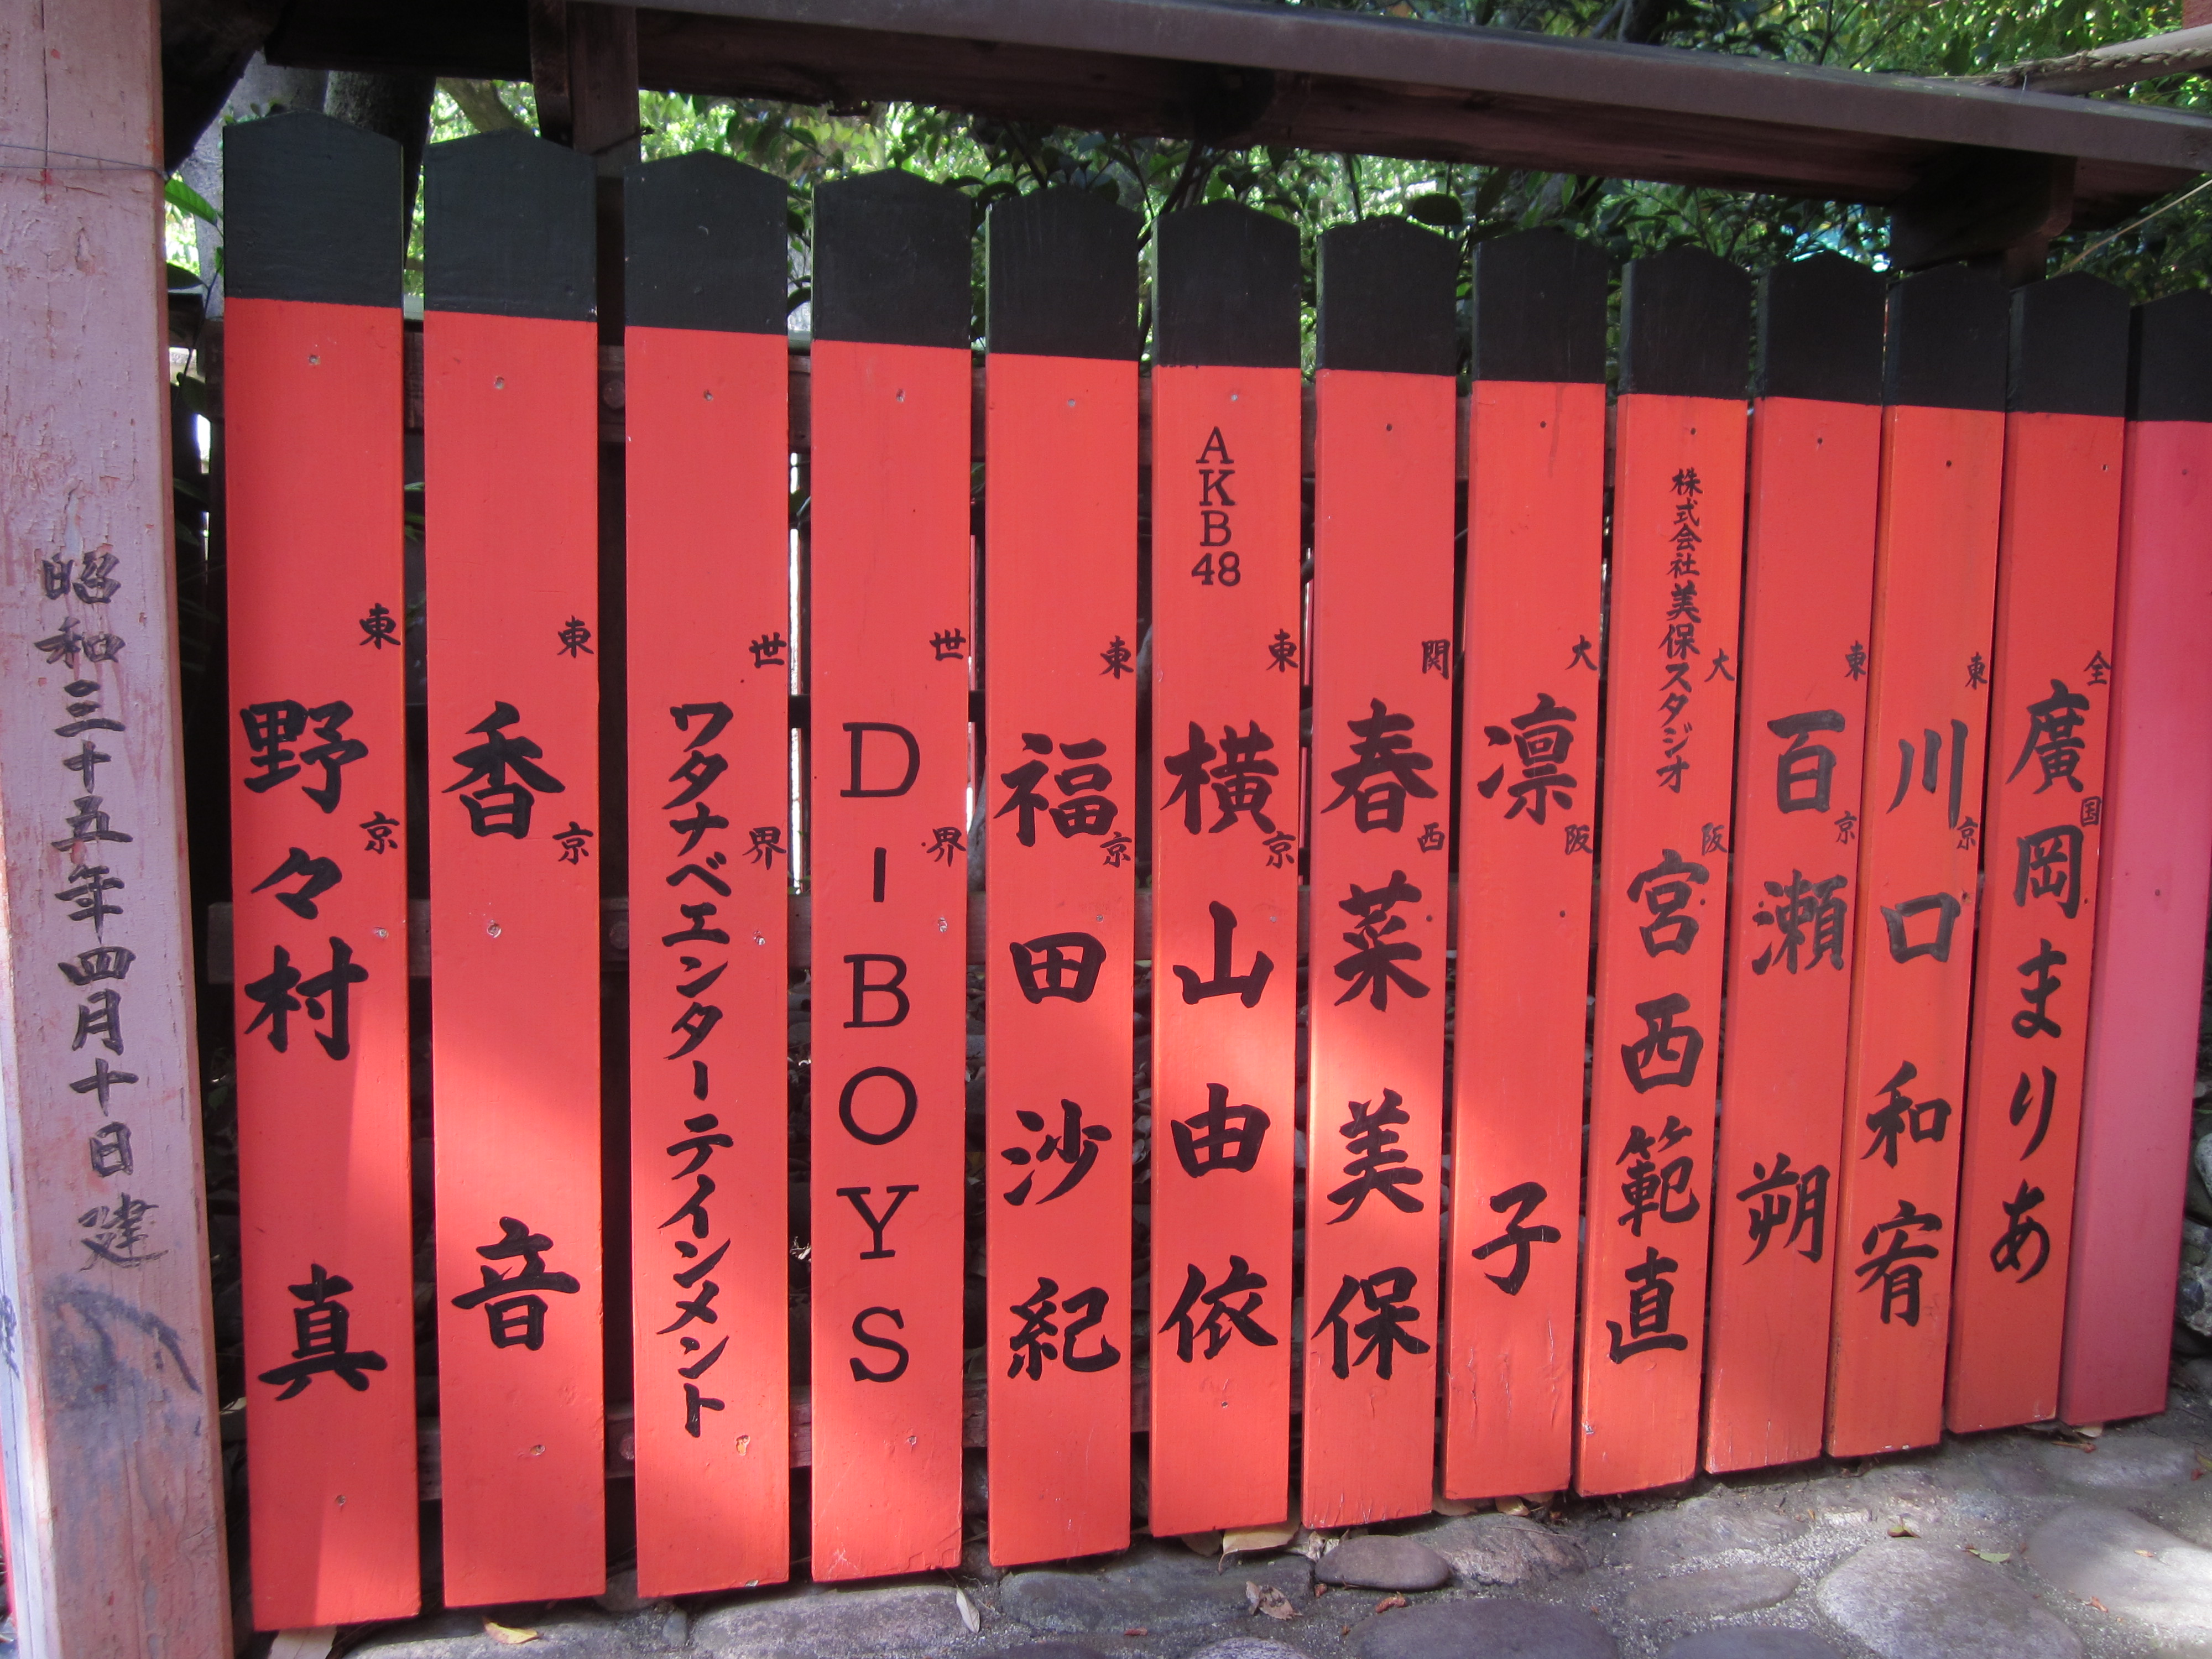 昭和三十五年四月十日建
東京
野々村真
東京
香音
世界
ワタナベエンターテインメント
世界
D-BOYS
東京
福田沙紀
AKB48
東京
横山由依
関西
春菜美保
大阪
凛子
株式会社美保スタジオ
大阪
宮西範直
東京
百瀬朔
東京
川口和宥
全国
廣岡まりあ